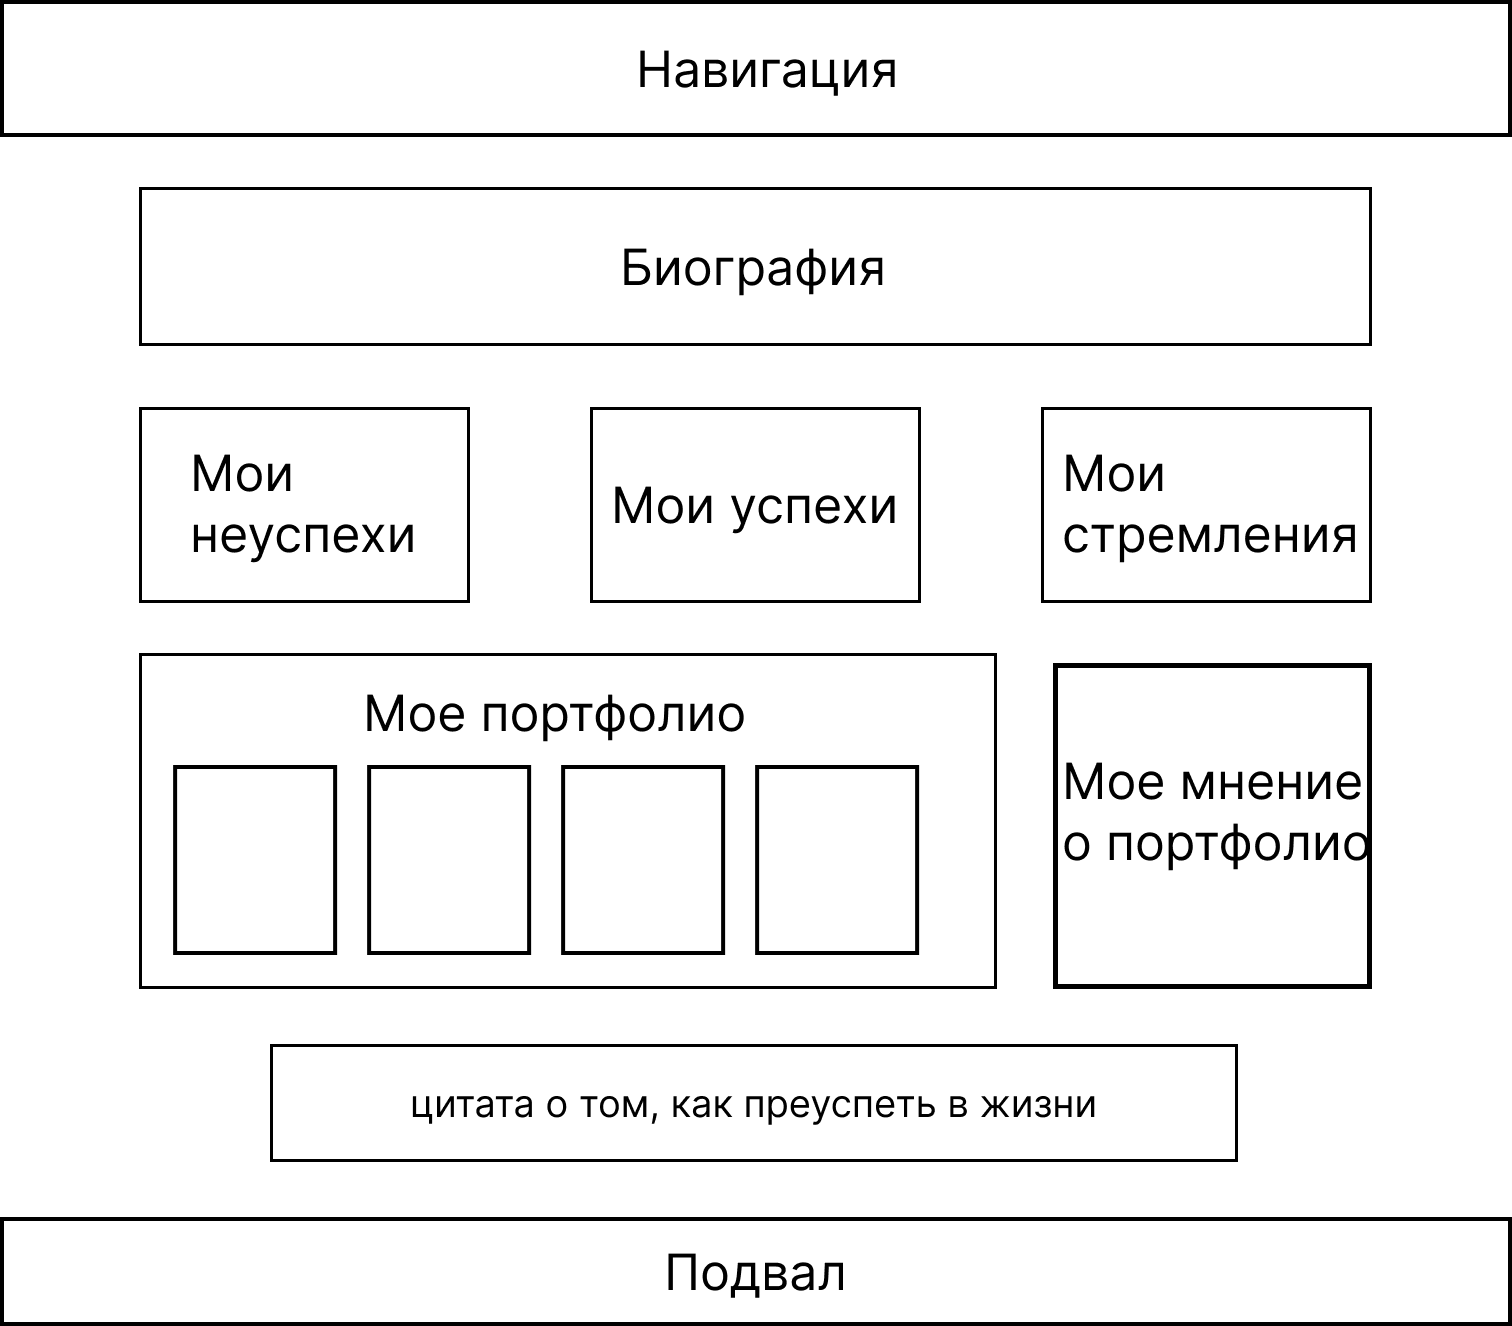 Навигация
Биография
Мои
неуспехи
Мои успехи
Мои
стремления
Мое портфолио
Мое мнение
о портфолио
цитата о том, как преуспеть в жизни
Подвал